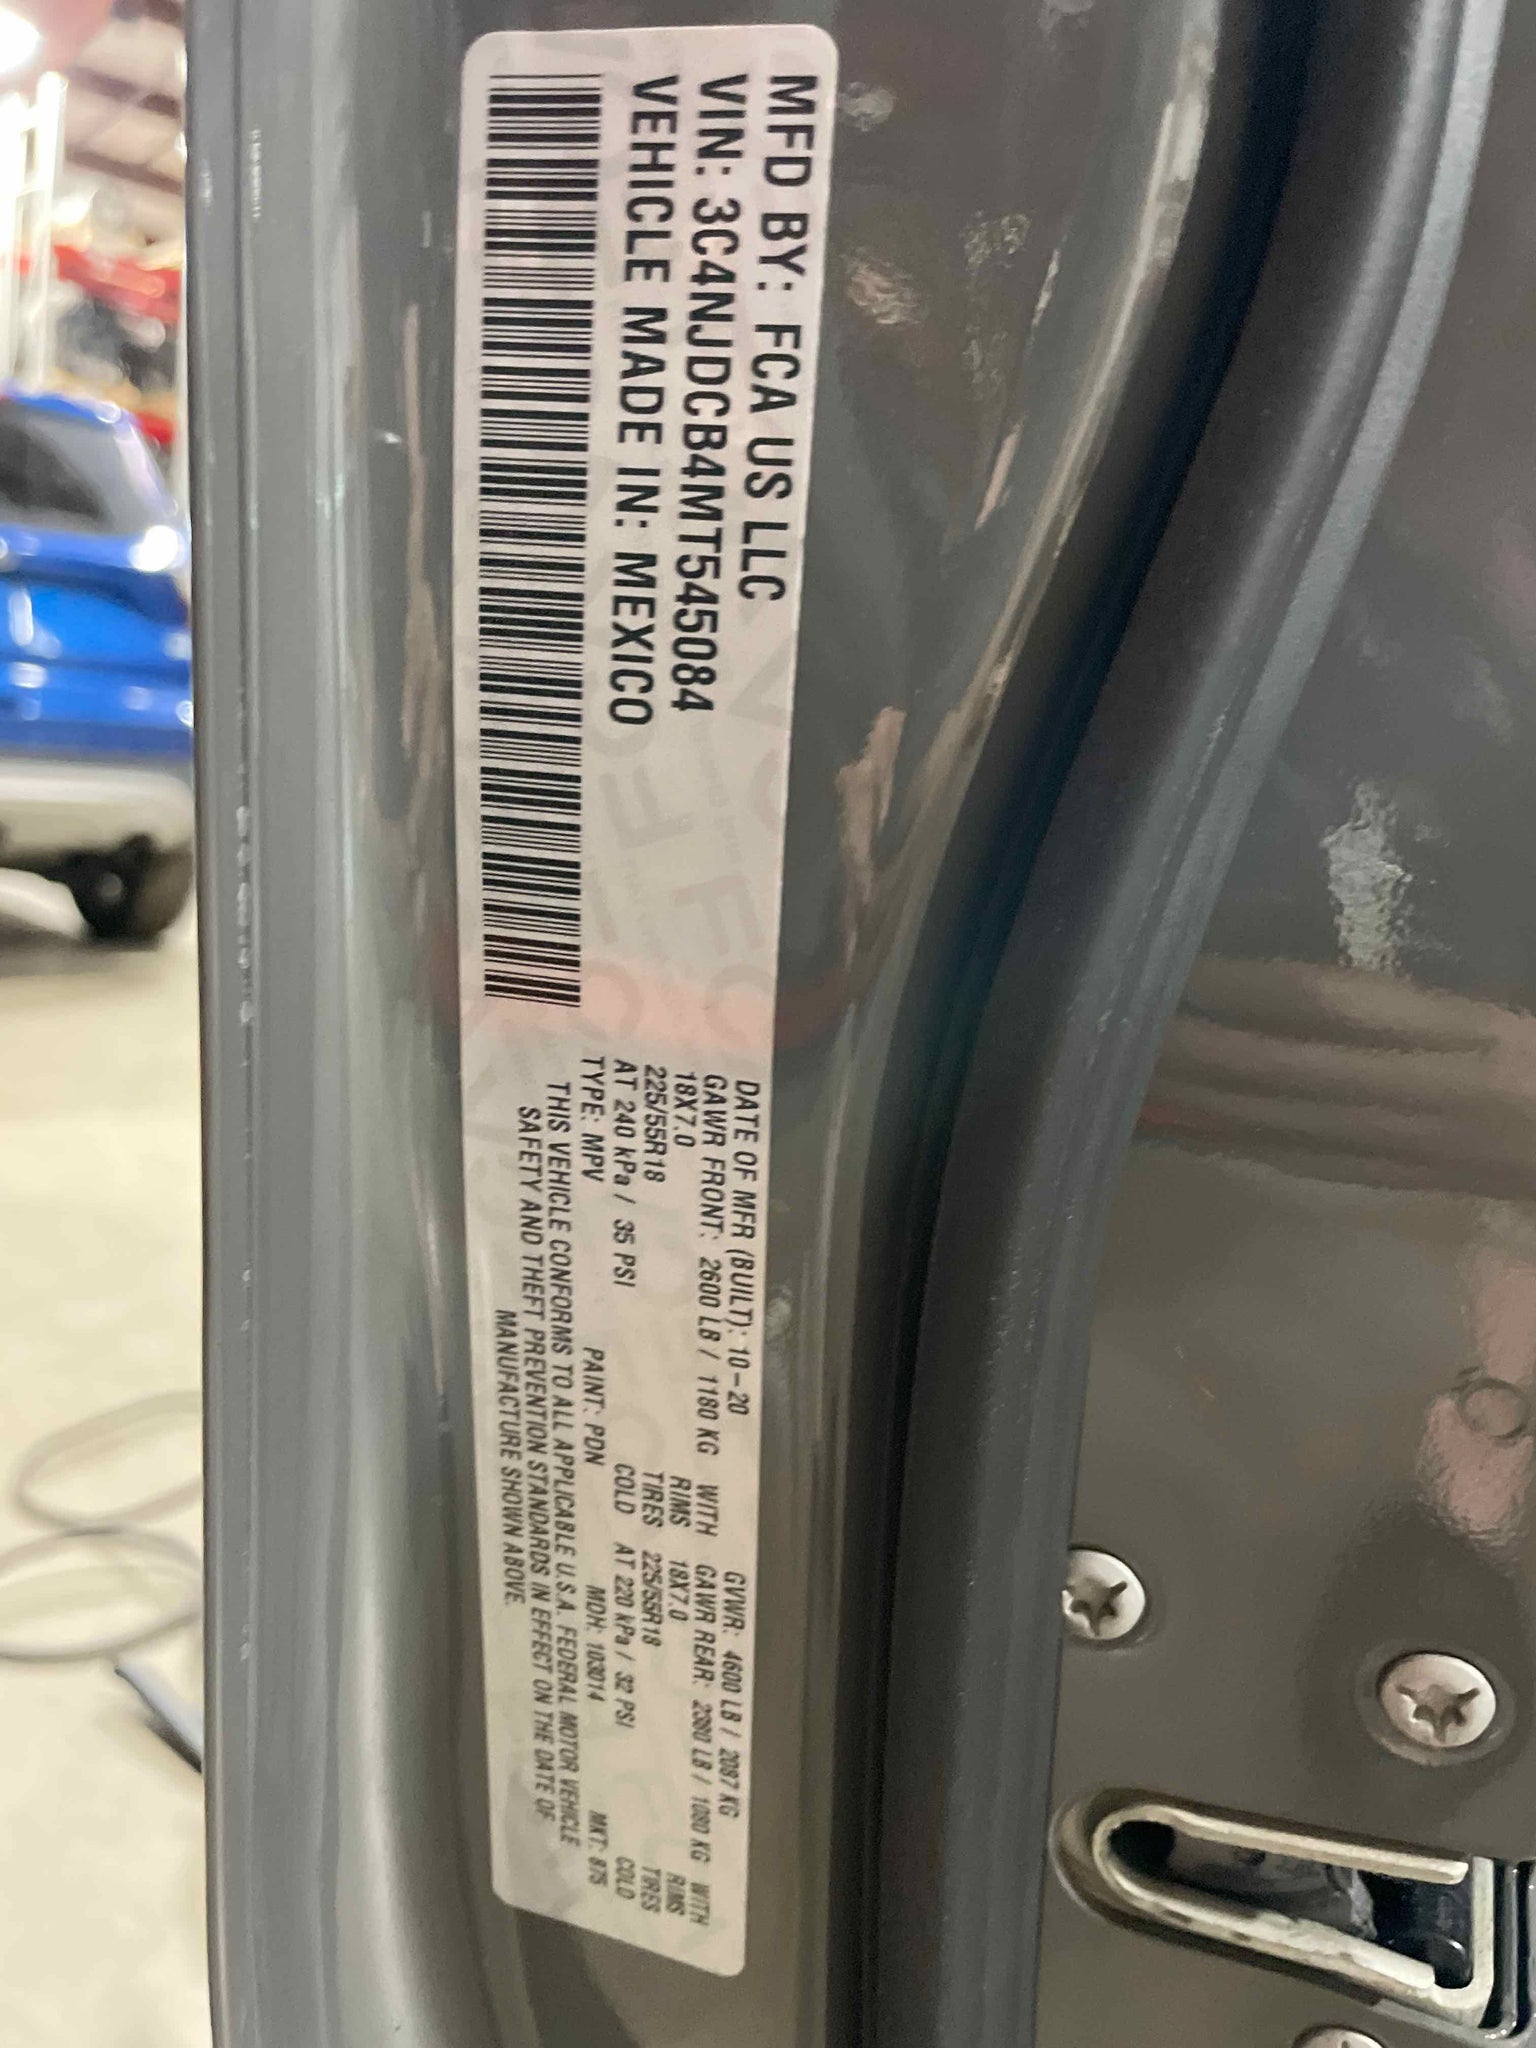 MFD BY: FCA US LLC
VIN: 3C4NJDCB4MT545084
VEHICLE MADE IN: MEXICO
DATE OF MFR (BUILT): 10-20 GVWR: 4600 LB / 2087 KG
GAWR FRONT: 2600 LB / 1180 KG WITH GAWR REAR: 2380 LB / 1080 KG WITH
18X7.0 RIMS 18X7.0 RIMS
225/55R18 TIRES 225/55R18 TIRES
AT 240 kPa / 35 PSI COLD AT 220 kPa / 32 PSI COLD
TYPE: MPV PAINT: PDN MDH: 103014 MKT: 875
THIS VEHICLE CONFORMS TO ALL APPLICABLE U.S.A. FEDERAL MOTOR VEHICLE
SAFETY AND THEFT PREVENTION STANDARDS IN EFFECT ON THE DATE OF
MANUFACTURE SHOWN ABOVE.